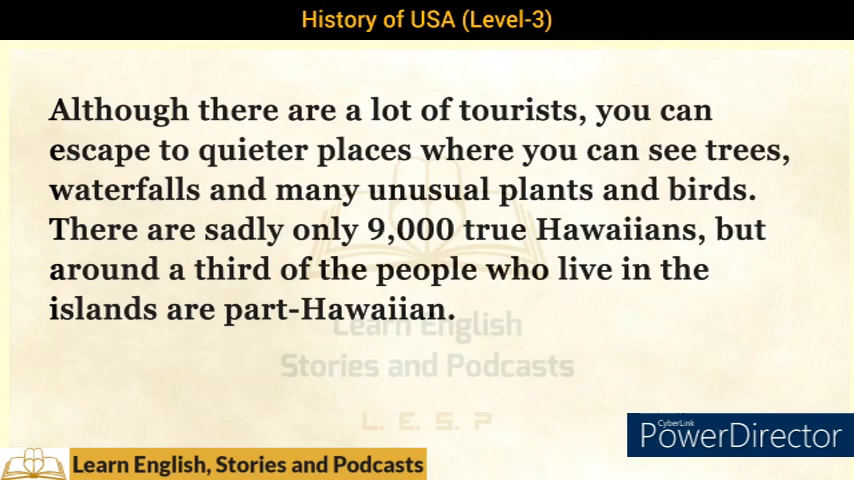 History of USA (Level-3)
Although there are a lot of tourists, you can
escape to quieter places where you can see trees,
waterfalls and many unusual plants and birds.
There are sadly only 9,000 true Hawaiians, but
around a third of the people who live in the
islands are part-Hawaiian.
Learn English
Stories and Podcasts
L. E. S. P
CyberLink
PowerDirector
Learn English, Stories and Podcasts